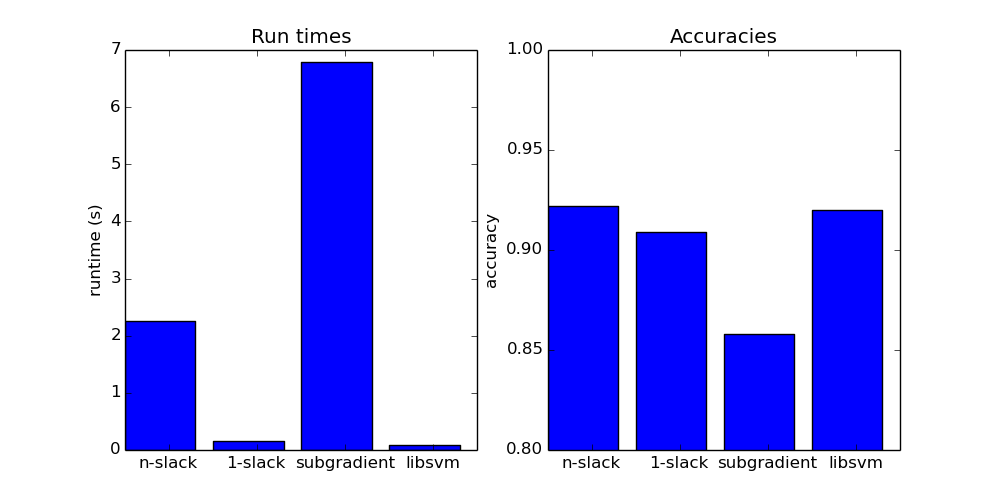 Run times
7
6
5
4
3
2
1
0
runtime (s)
n-slack 1-slack subgradient libsvm
Accuracies
1.00
0.95
0.90
0.85
0.80
accuracy
n-slack 1-slack subgradient libsvm